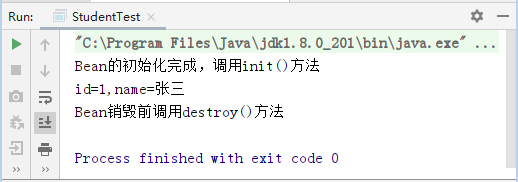 Run: StudentTest ×
"C:\Program Files\Java\jdk1.8.0_201\bin\java.exe" ...
Bean的初始化完成，调用init()方法
id=1,name=张三
Bean销毁前调用destroy()方法
Process finished with exit code 0